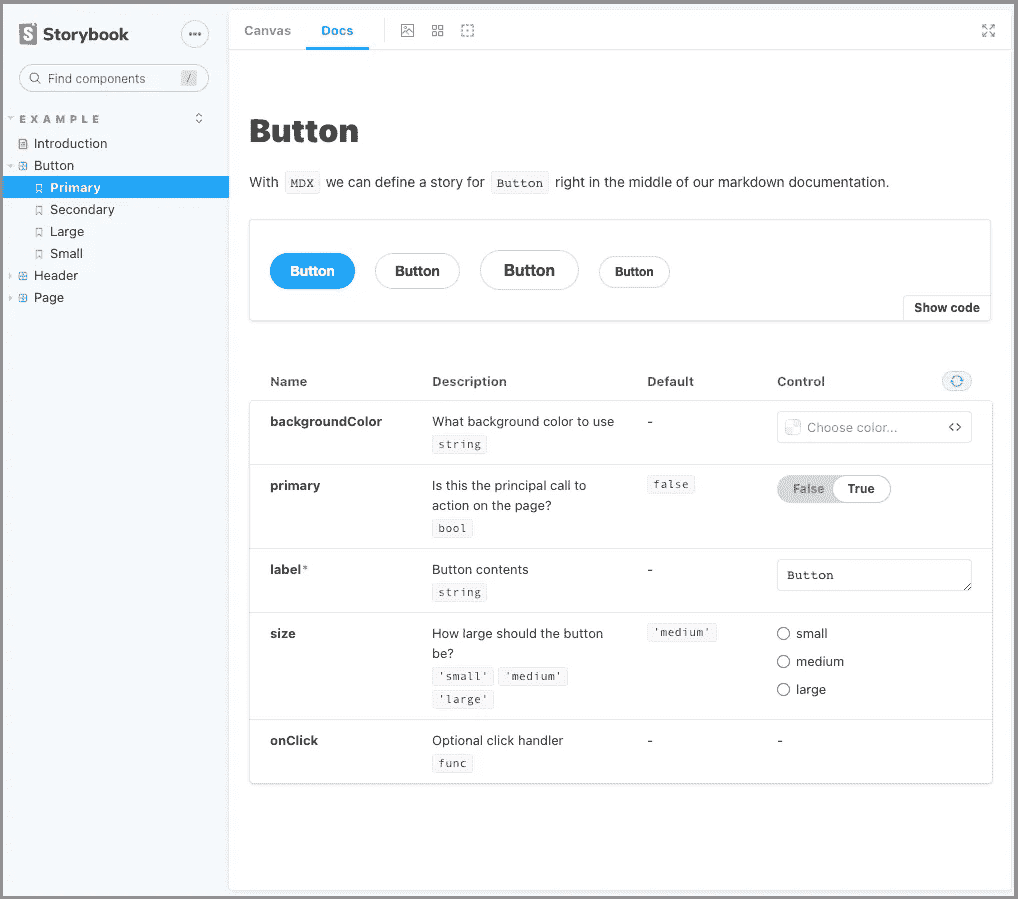 Storybook
Find components /
EXAMPLE
Introduction
Button
Primary
Secondary
Large
Small
Header
Page
Canvas Docs
Button
With MDX we can define a story for Button right in the middle of our markdown documentation.
Button Button Button Button
Show code
Name Description Default Control
backgroundColor What background color to use - Choose color...
string
primary Is this the principal call to false False True
action on the page?
bool
label* Button contents - Button
string
size How large should the button 'medium' small
be?
medium
'small' 'medium'
'large' large
onClick Optional click handler - -
func